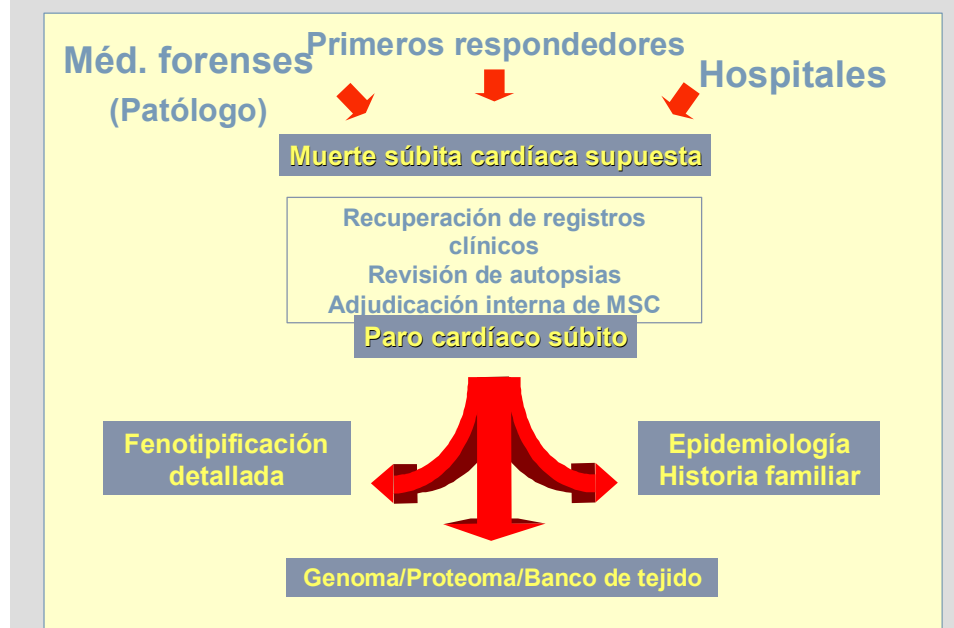 Primeros respondedores
Méd. forenses
(Patólogo)
Hospitales
Muerte súbita cardíaca supuesta
Recuperación de registros
clínicos
Revisión de autopsias
Adjudicación interna de MSC
Paro cardíaco súbito
Fenotipificación
detallada
Epidemiología
Historia familiar
Genoma/Proteoma/Banco de tejido